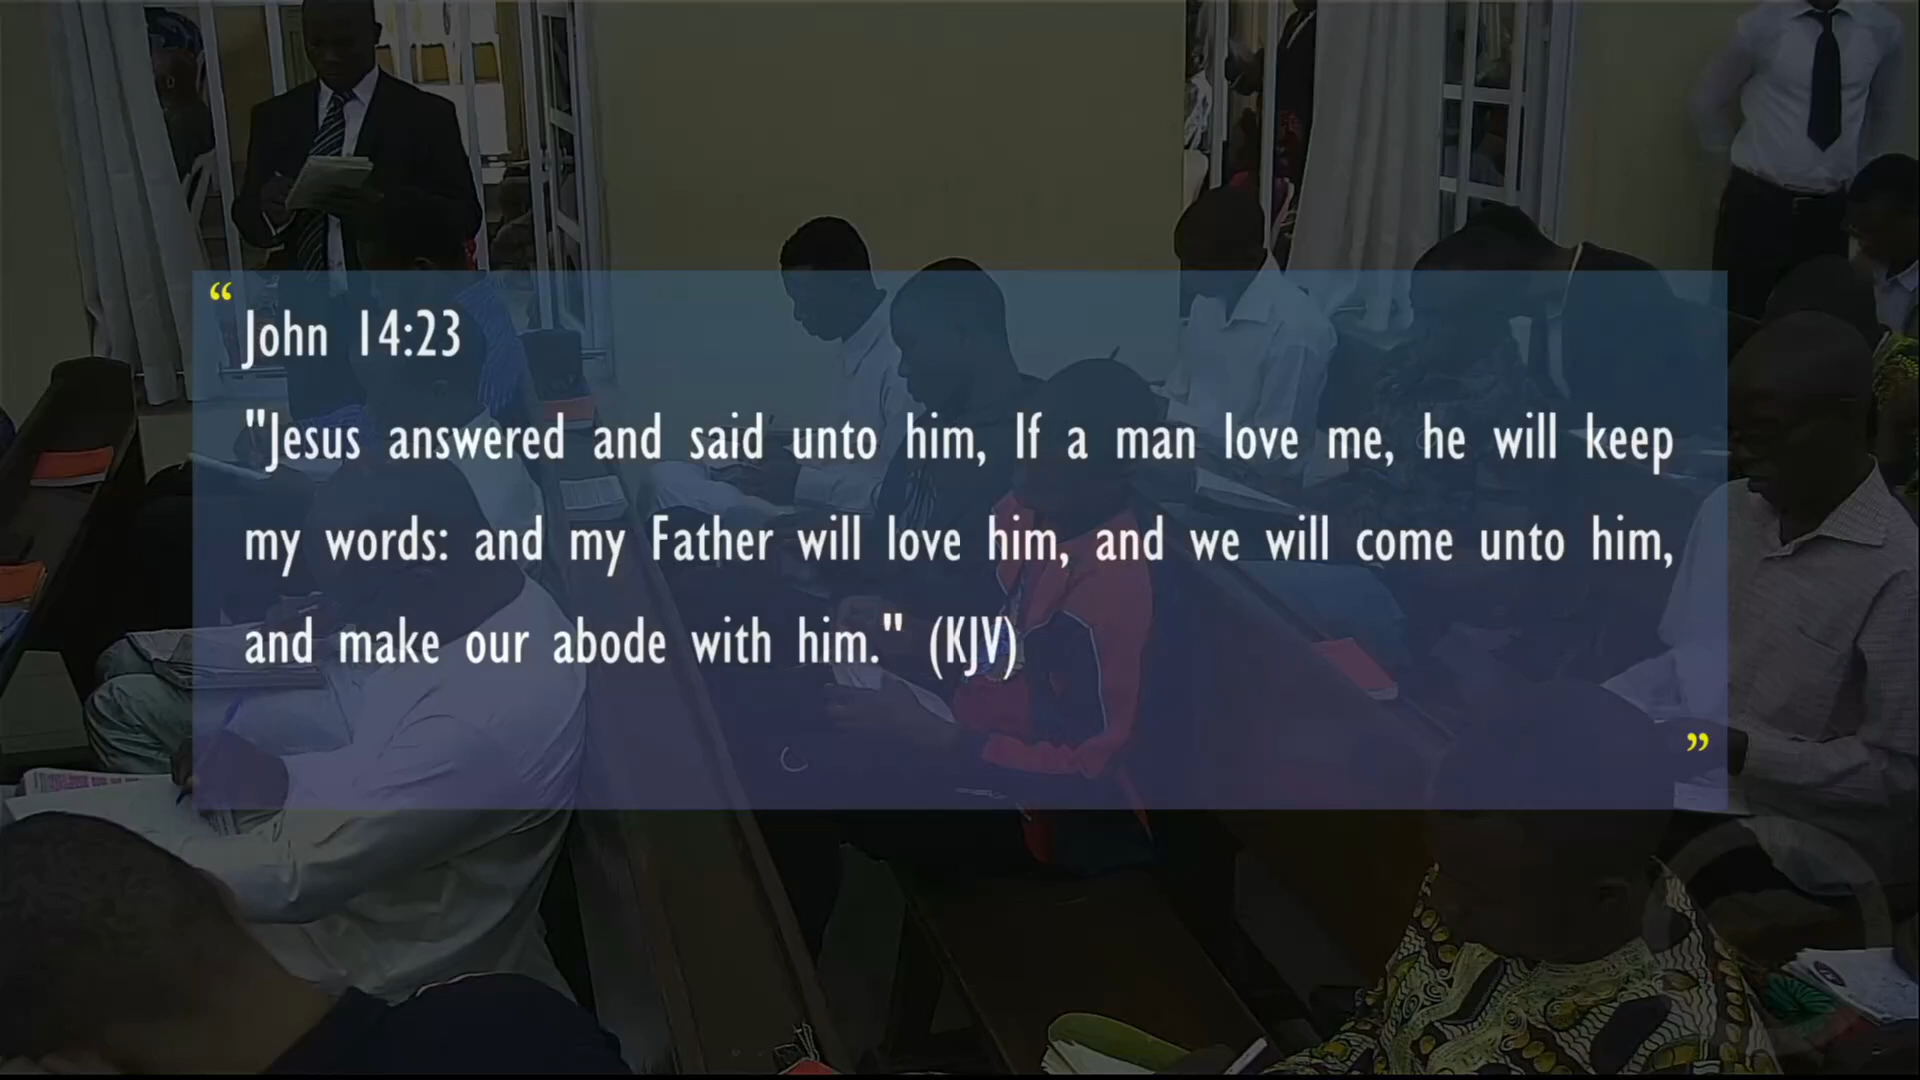 “
John 14:23
"Jesus answered and said unto him, If a man love me, he will keep
my words: and my Father will love him, and we will come unto him,
and make our abode with him." (KJV)
”